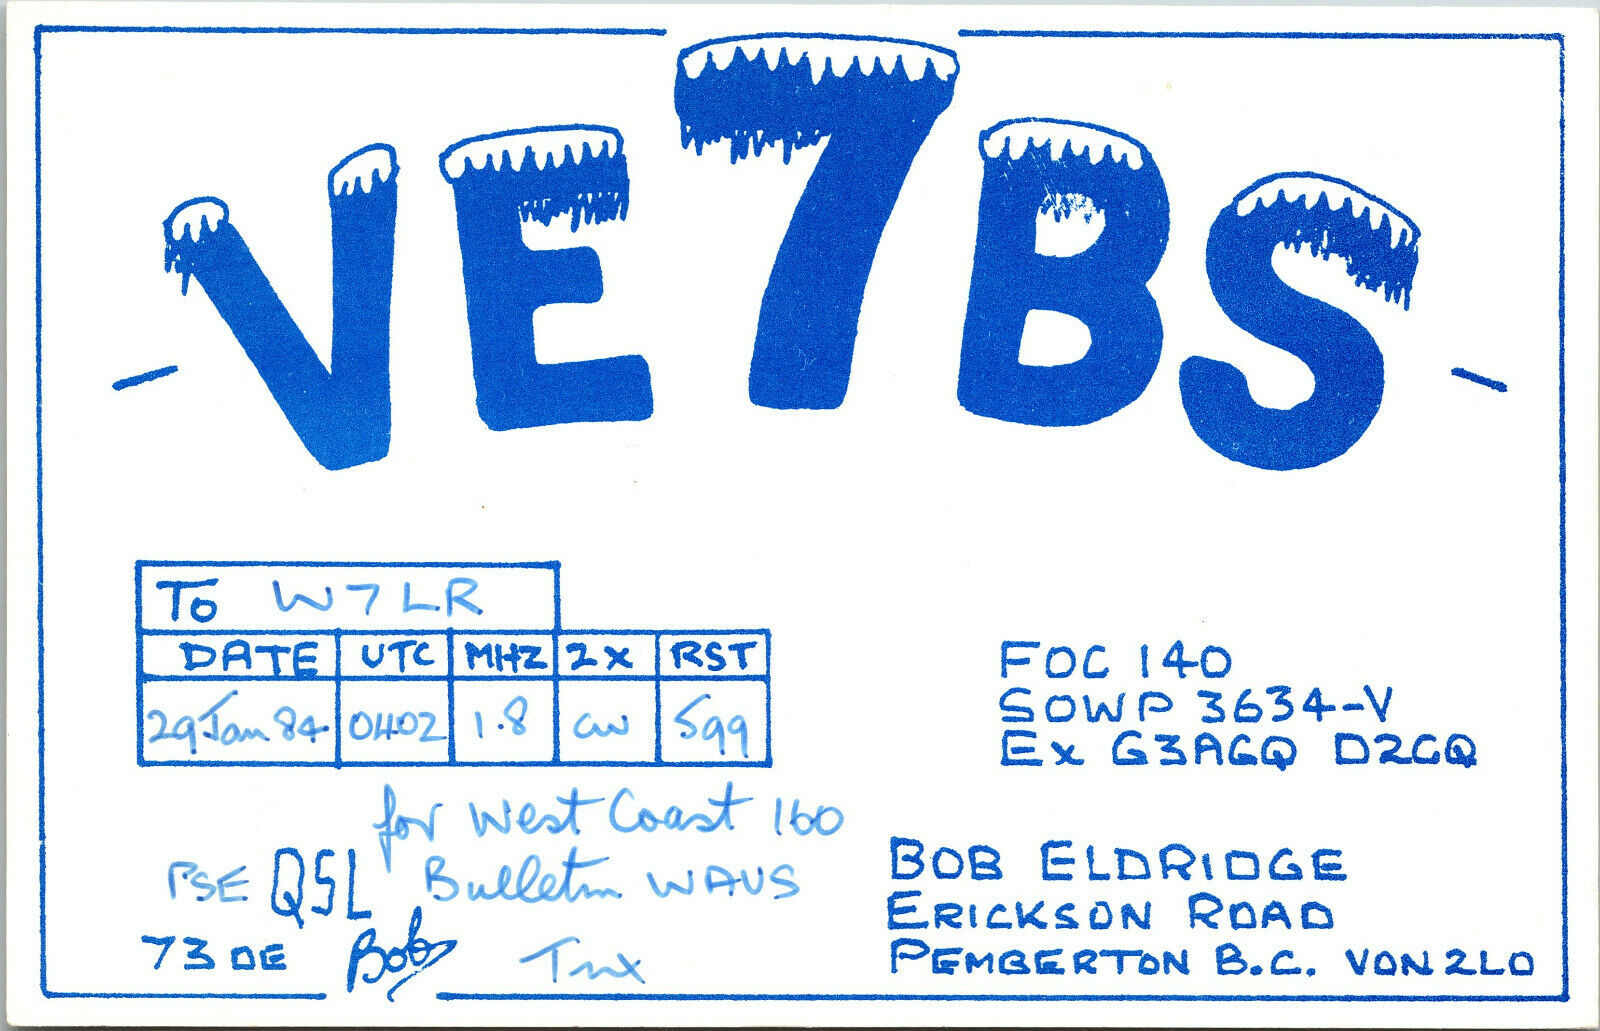 - VE7BS -
To W7LR
DATE UTC MHZ 2X RST
29 Jan 84 0402 1.8 cw 599
for West Coast 160
PSE QSL Bulletin WAUS
73 DE Bob Tnx
FOC 140
SOWP 3634-V
Ex G3AGQ D2GQ
BOB ELDRIDGE
ERICKSON ROAD
PEMBERTON B.C. V0N2L0